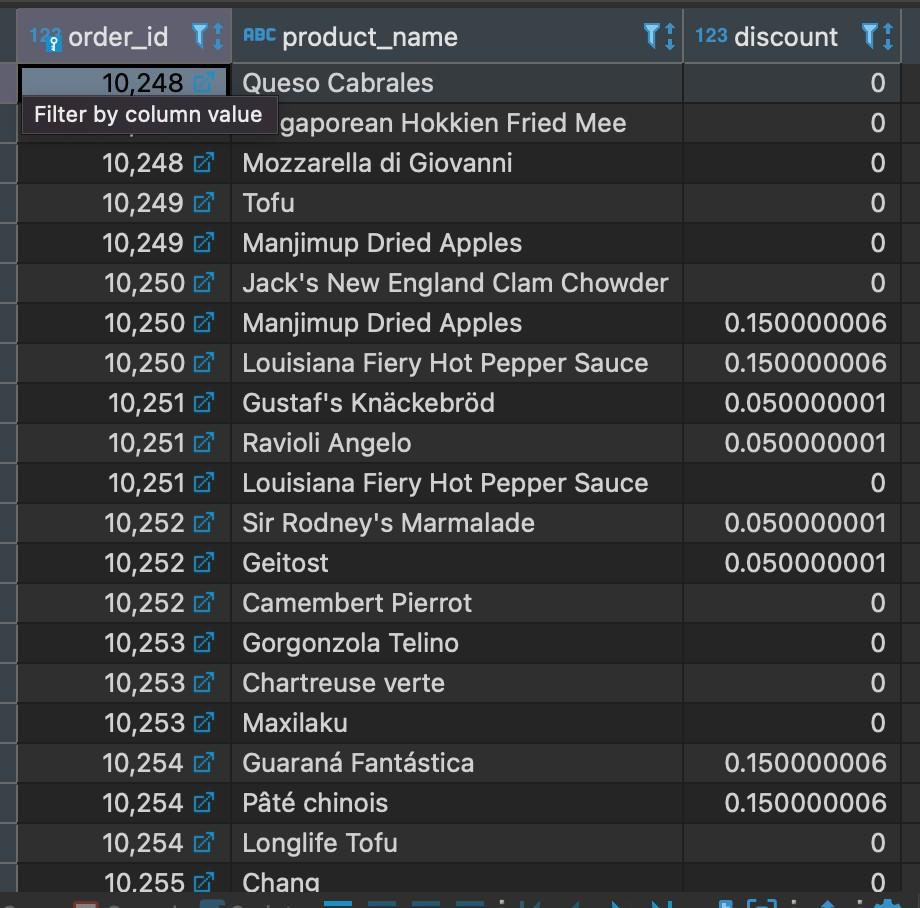 123 order_id ABC product_name 123 discount
10,248 Queso Cabrales 0
Filter by column value gaporean Hokkien Fried Mee 0
10,248 Mozzarella di Giovanni 0
10,249 Tofu 0
10,249 Manjimup Dried Apples 0
10,250 Jack's New England Clam Chowder 0
10,250 Manjimup Dried Apples 0.150000006
10,250 Louisiana Fiery Hot Pepper Sauce 0.150000006
10,251 Gustaf's Knäckebröd 0.050000001
10,251 Ravioli Angelo 0.050000001
10,251 Louisiana Fiery Hot Pepper Sauce 0
10,252 Sir Rodney's Marmalade 0.050000001
10,252 Geitost 0.050000001
10,252 Camembert Pierrot 0
10,253 Gorgonzola Telino 0
10,253 Chartreuse verte 0
10,253 Maxilaku 0
10,254 Guaraná Fantástica 0.150000006
10,254 Pâté chinois 0.150000006
10,254 Longlife Tofu 0
10,255 Chang 0